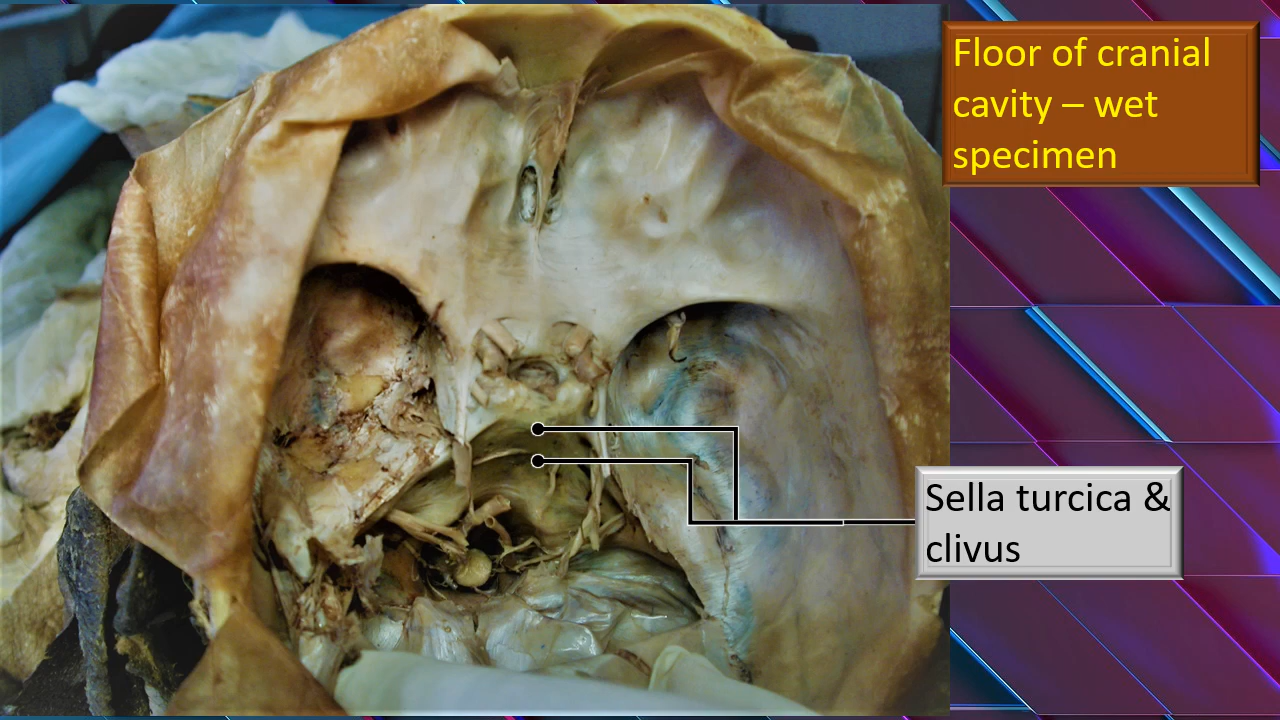 Floor of cranial
cavity – wet
specimen
Sella turcica &
clivus